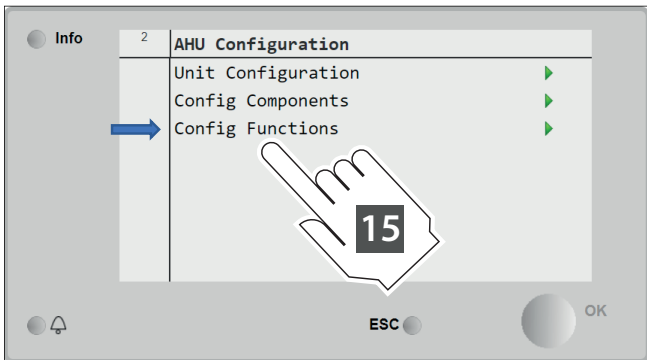 Info
2
AHU Configuration
Unit Configuration
Config Components
Config Functions
15
ESC
OK